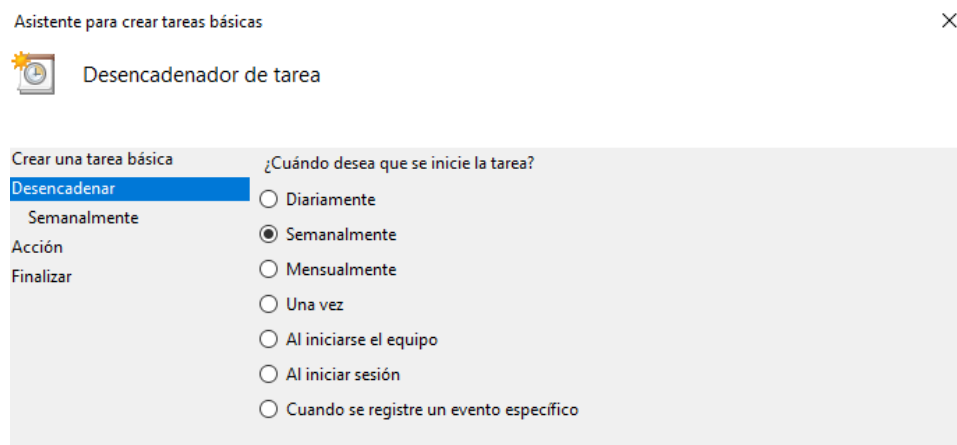 Asistente para crear tareas básicas
Desencadenador de tarea
Crear una tarea básica
Desencadenar
Semanalmente
Acción
Finalizar
¿Cuándo desea que se inicie la tarea?
Diariamente
Semanalmente
Mensualmente
Una vez
Al iniciarse el equipo
Al iniciar sesión
Cuando se registre un evento específico